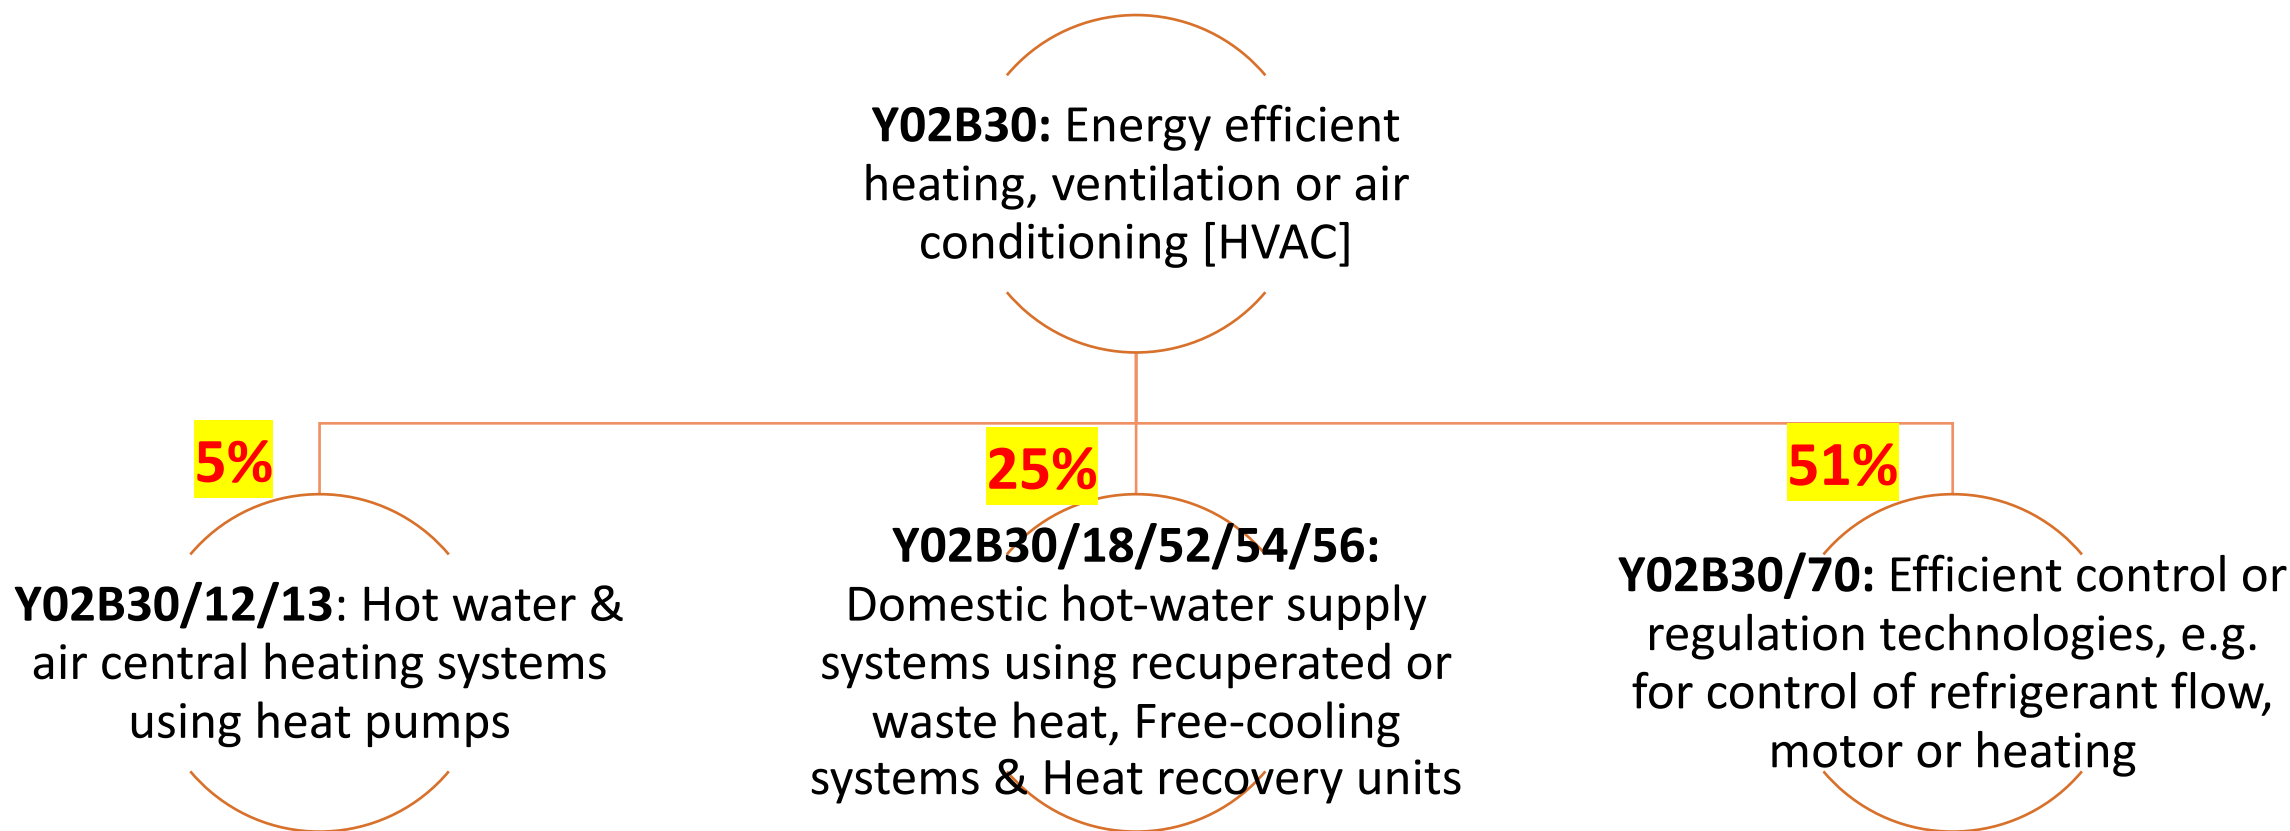 Y02B30: Energy efficient
heating, ventilation or air
conditioning [HVAC]
5%
Y02B30/12/13: Hot water &
air central heating systems
using heat pumps
25%
Y02B30/18/52/54/56:
Domestic hot-water supply
systems using recuperated or
waste heat, Free-cooling
systems & Heat recovery units
51%
Y02B30/70: Efficient control or
regulation technologies, e.g.
for control of refrigerant flow,
motor or heating